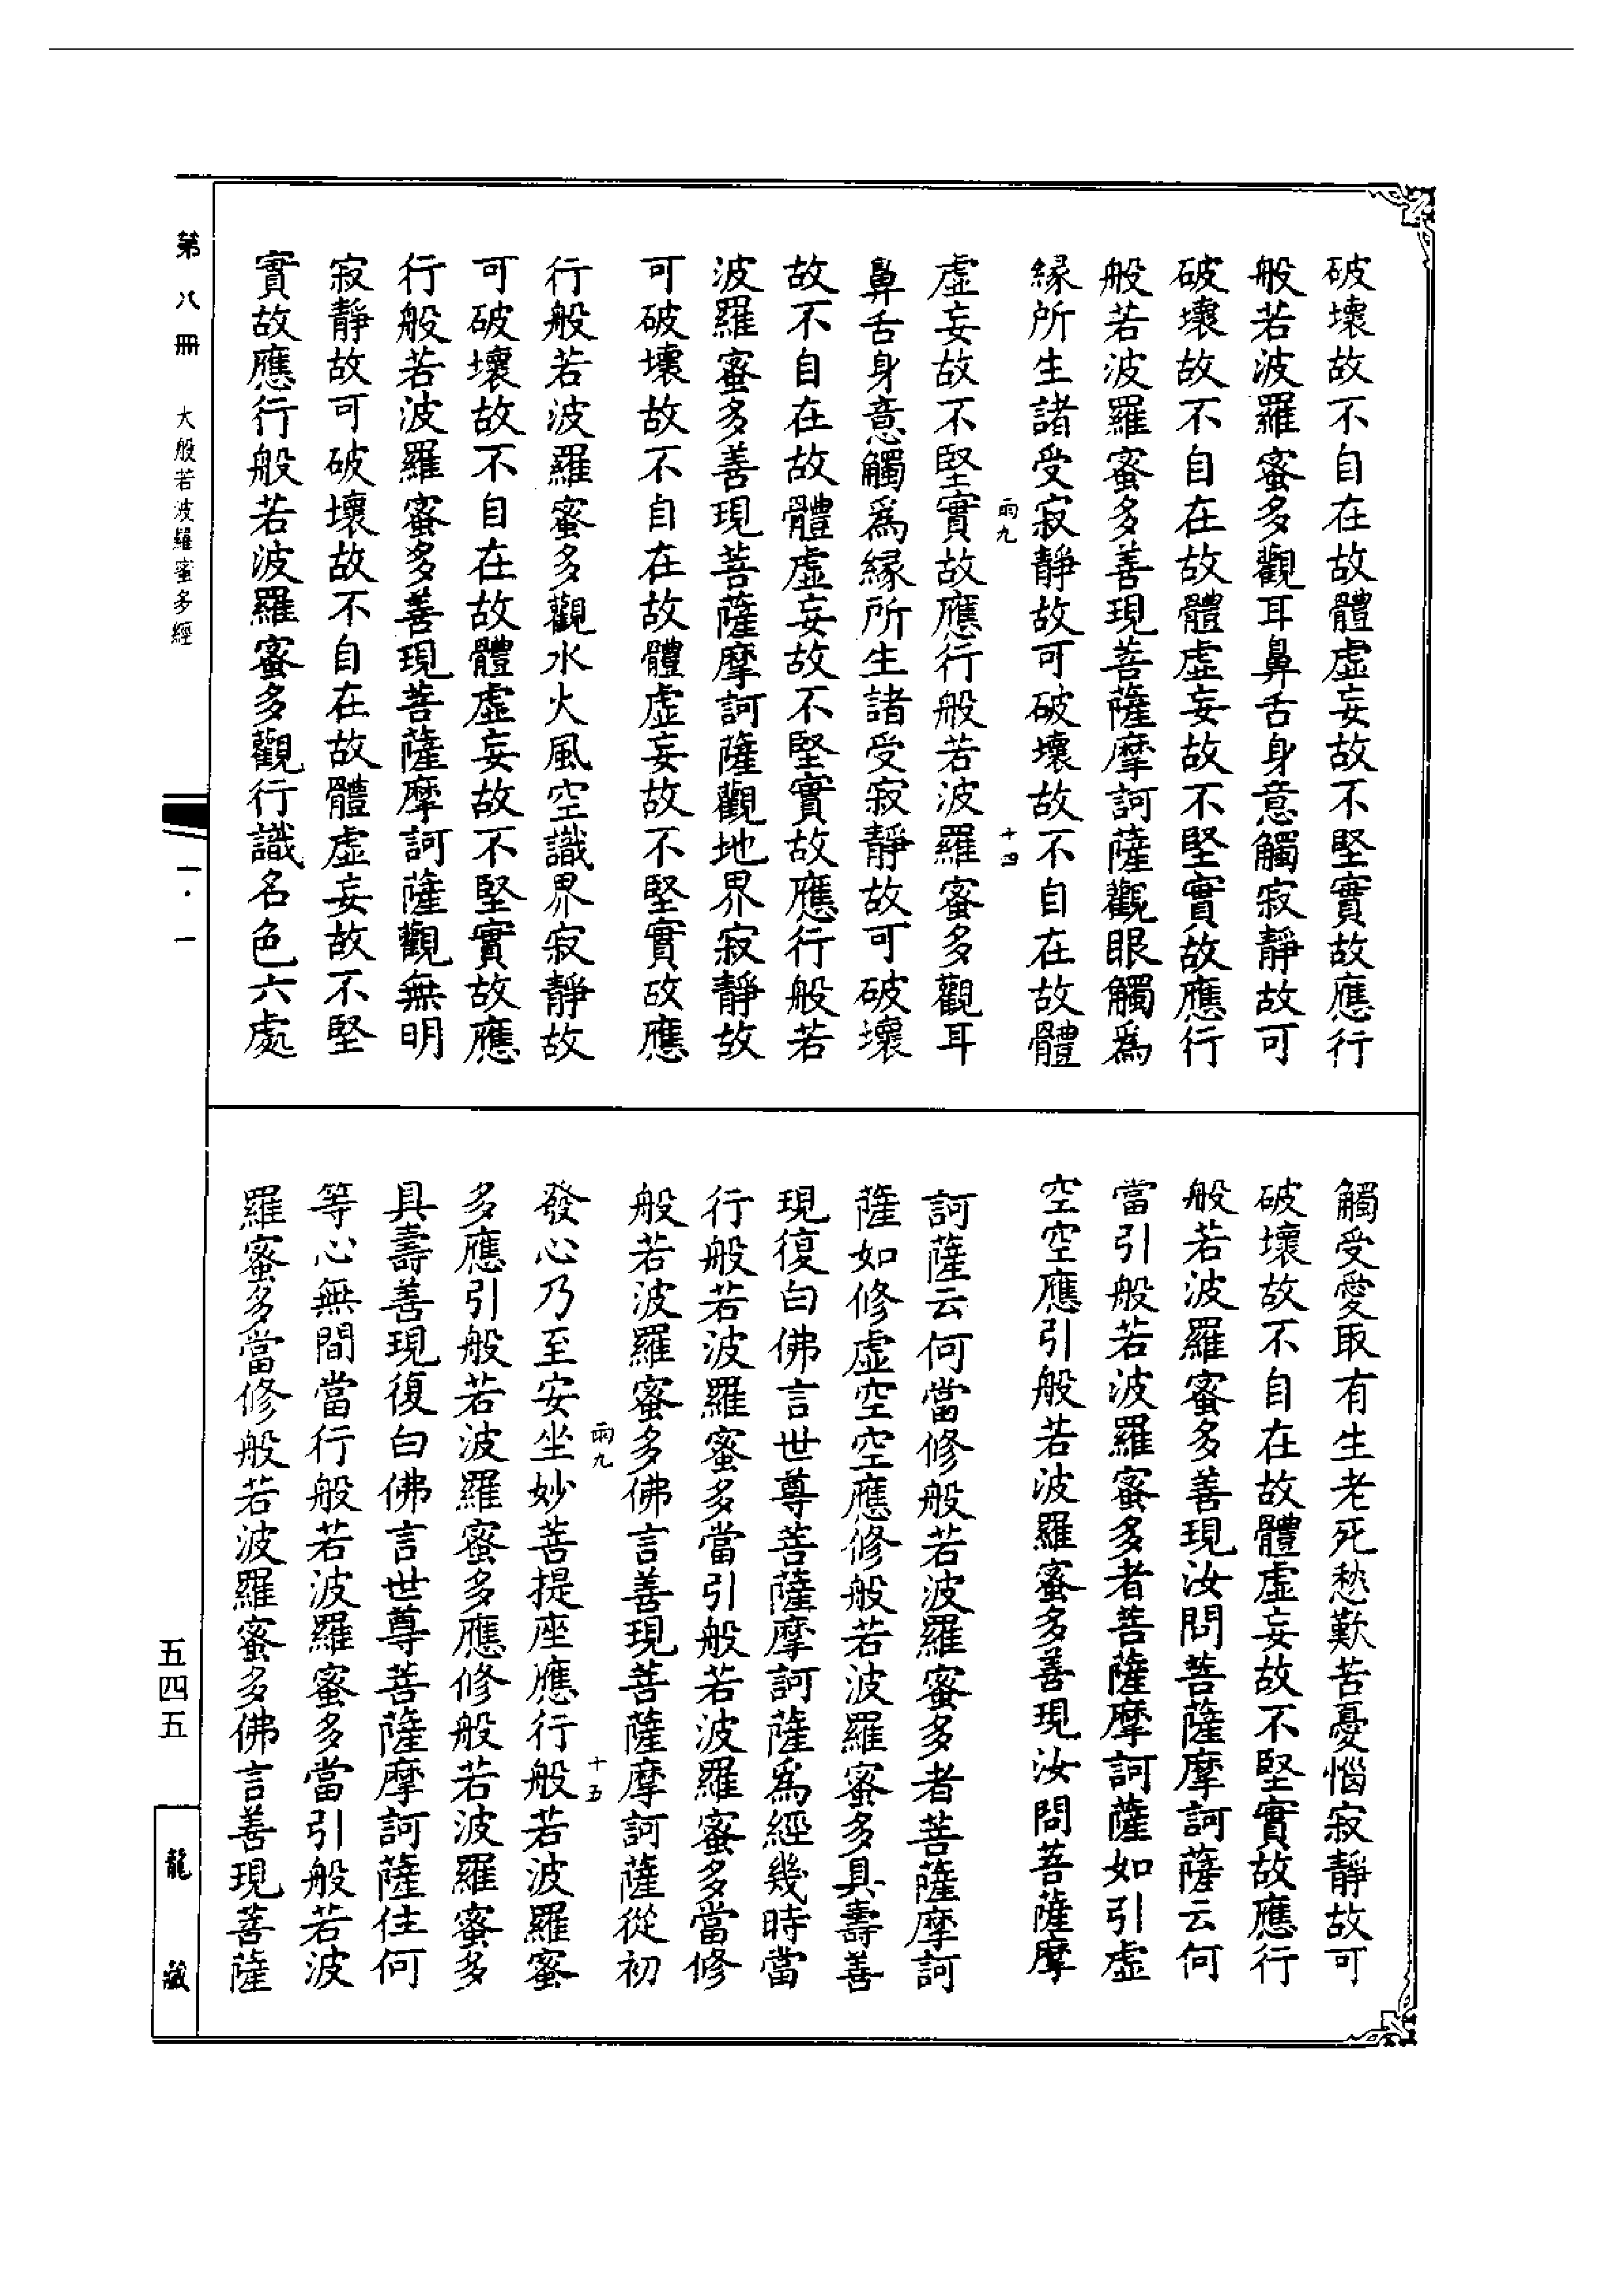 破壞故不自在故體虛妄故不堅實故應行
般若波羅蜜多觀耳鼻舌身意觸寂靜故可
破壞故不自在故體虛妄故不堅實故應行
般若波羅蜜多善現菩薩摩訶薩觀眼觸爲
緣所生諸受寂靜故可破壞故不自在故體
雨九
十四
虛妄故不堅實故應行般若波羅蜜多觀耳
鼻舌身意觸爲緣所生諸受寂靜故可破壞
故不自在故體虛妄故不堅實故應行般若
波羅蜜多善現菩薩摩訶薩觀地界寂靜故
可破壞故不自在故體虛妄故不堅實故應
行般若波羅蜜多觀水火風空識界寂靜故
可破壞故不自在故體虛妄故不堅實故應
行般若波羅蜜多善現菩薩摩訶薩觀無明
寂靜故可破壞故不自在故體虛妄故不堅
實故應行般若波羅蜜多觀行識名色六處
觸受愛取有生老死愁歎苦憂惱寂靜故可
破壞故不自在故體虛妄故不堅實故應行
般若波羅蜜多善現汝問菩薩摩訶薩云何
當引般若波羅蜜多者菩薩摩訶薩如引虛
空空應引般若波羅蜜多善現汝問菩薩摩
訶薩云何當修般若波羅蜜多者菩薩摩訶
薩如修虛空空應修般若波羅蜜多具壽善
現復白佛言世尊菩薩摩訶薩爲經幾時當
行般若波羅蜜多當引般若波羅蜜多當修
般若波羅蜜多佛言善現菩薩摩訶薩從初
雨九
十五
發心乃至安坐妙菩提座應行般若波羅蜜
多應引般若波羅蜜多應修般若波羅蜜多
具壽善現復白佛言世尊菩薩摩訶薩住何
等心無間當行般若波羅蜜多當引般若波
羅蜜多當修般若波羅蜜多佛言善現菩薩
第八冊 大般若波羅蜜多經
一·一
五四五
龍藏